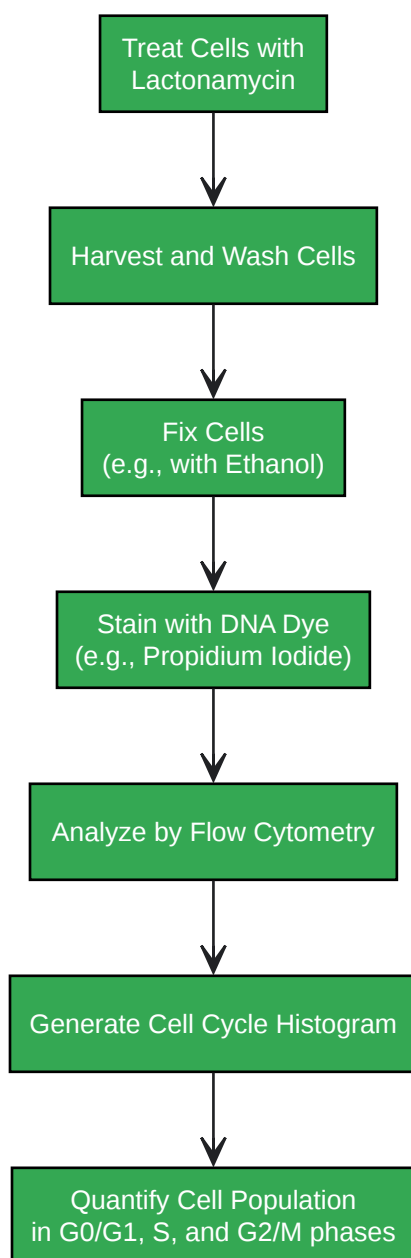 Treat Cells with
Lactonamycin
Harvest and Wash Cells
Fix Cells
(e.g., with Ethanol)
Stain with DNA Dye
(e.g., Propidium Iodide)
Analyze by Flow Cytometry
Generate Cell Cycle Histogram
Quantify Cell Population
in G0/G1, S, and G2/M phases